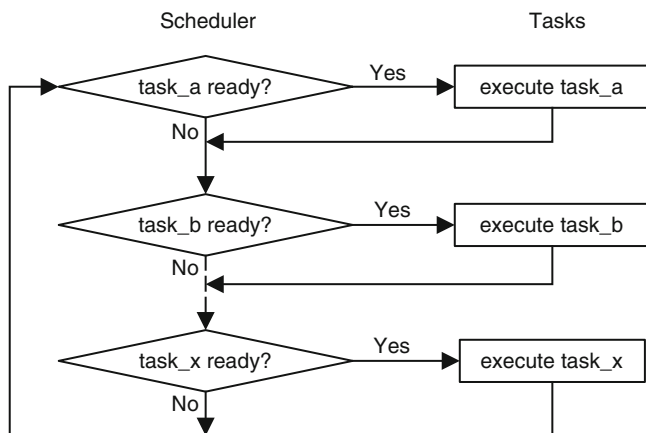 Scheduler
Tasks
task_a ready?
Yes
execute task_a
No
task_b ready?
Yes
execute task_b
No
task_x ready?
Yes
execute task_x
No